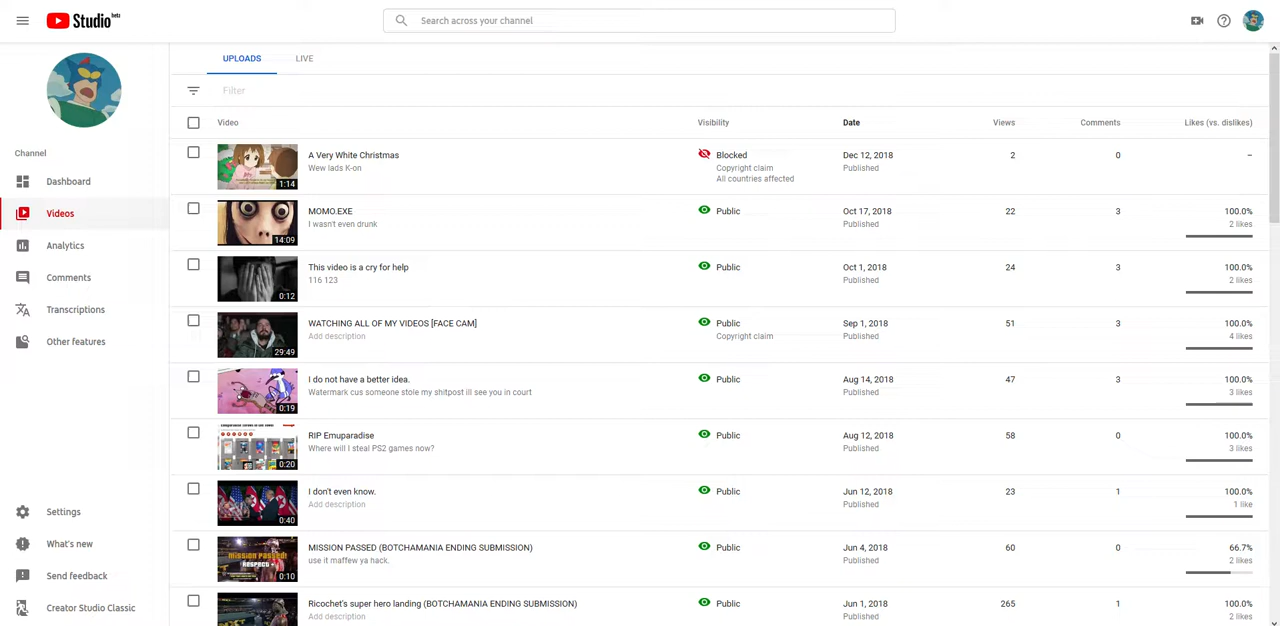 Studio beta
Search across your channel
UPLOADS LIVE
Filter
Channel
Dashboard
Videos
Analytics
Comments
Transcriptions
Other features
Settings
What's new
Send feedback
Creator Studio Classic
Video Visibility Date Views Comments Likes (vs. dislikes)
A Very White Christmas Blocked Dec 12, 2018 2 0 –
Wew lads K-on Copyright claim Published
All countries affected
1:14
MOMO.EXE Public Oct 17, 2018 22 3 100.0%
I wasn't even drunk Published 2 likes
14:09
This video is a cry for help Public Oct 1, 2018 24 3 100.0%
116 123 Published 2 likes
0:12
WATCHING ALL OF MY VIDEOS [FACE CAM] Public Sep 1, 2018 51 3 100.0%
Add description Copyright claim Published 4 likes
29:49
I do not have a better idea. Public Aug 14, 2018 47 3 100.0%
Watermark cus someone stole my shitpost ill see you in court Published 3 likes
0:19
RIP Emuparadise Public Aug 12, 2018 58 0 100.0%
Where will I steal PS2 games now? Published 3 likes
0:20
I don't even know. Public Jun 12, 2018 23 1 100.0%
Add description Published 1 like
0:40
MISSION PASSED (BOTCHAMANIA ENDING SUBMISSION) Public Jun 4, 2018 60 0 66.7%
use it maffew ya hack. Published 2 likes
mission passed!
RESPECT +
0:10
Ricochet's super hero landing (BOTCHAMANIA ENDING SUBMISSION) Public Jun 1, 2018 265 1 100.0%
Add description Published 2 likes